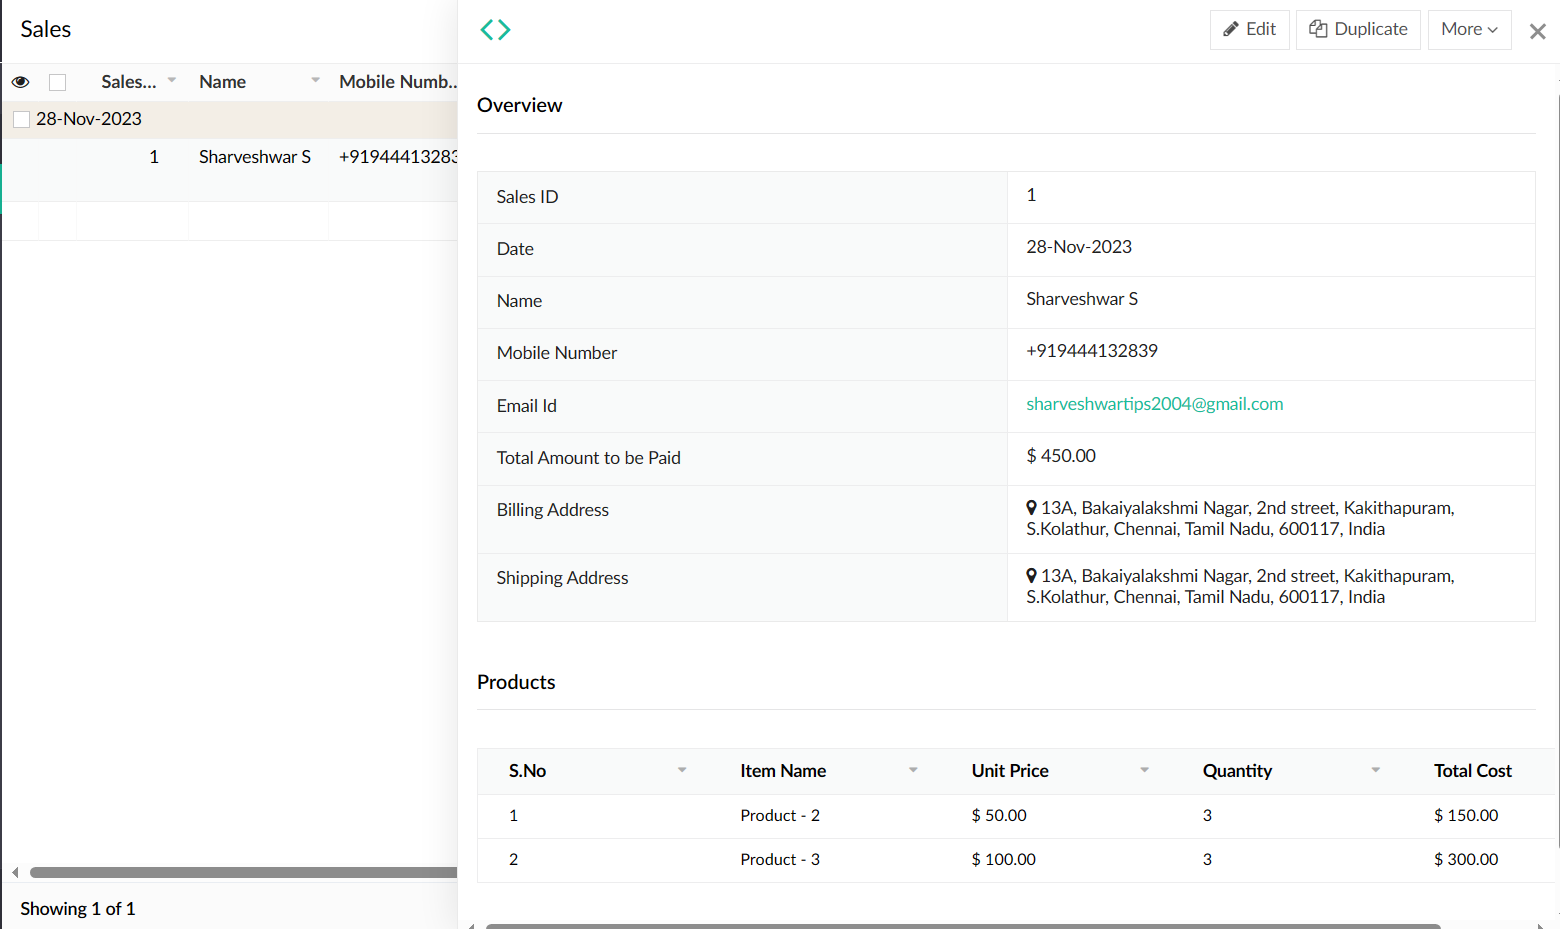 Sales
Edit
Duplicate
More
Sales...
Name
Mobile Numb...
28-Nov-2023
1
Sharveshwar S
+91944413283
Showing 1 of 1
Overview
Sales ID
1
Date
28-Nov-2023
Name
Sharveshwar S
Mobile Number
+919444132839
Email Id
sharveshwartips2004@gmail.com
Total Amount to be Paid
$ 450.00
Billing Address
13A, Bakaiyalakshmi Nagar, 2nd street, Kakithapuram,
S.Kolathur, Chennai, Tamil Nadu, 600117, India
Shipping Address
13A, Bakaiyalakshmi Nagar, 2nd street, Kakithapuram,
S.Kolathur, Chennai, Tamil Nadu, 600117, India
Products
S.No Item Name Unit Price Quantity Total Cost
1 Product - 2 $ 50.00 3 $ 150.00
2 Product - 3 $ 100.00 3 $ 300.00